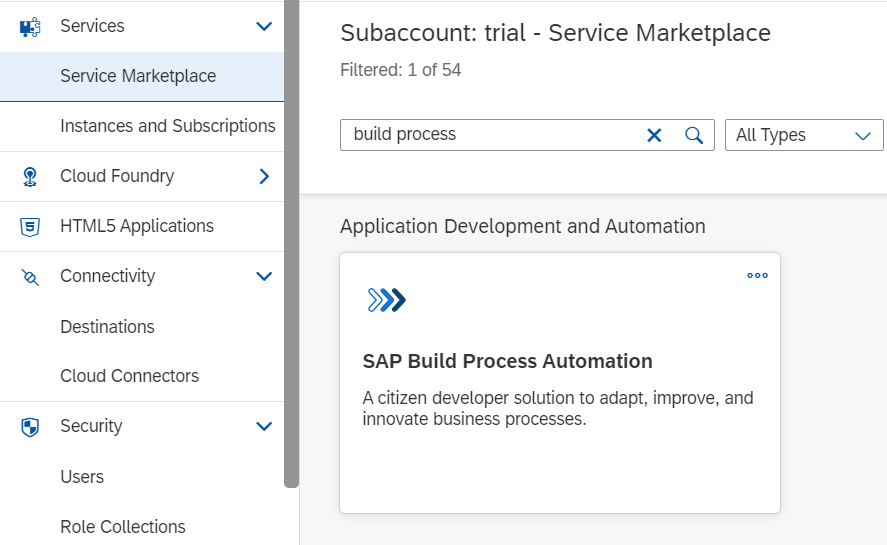 Services
Service Marketplace
Instances and Subscriptions
Cloud Foundry
HTML5 Applications
Connectivity
Destinations
Cloud Connectors
Security
Users
Role Collections
Subaccount: trial - Service Marketplace
Filtered: 1 of 54
build process
All Types
Application Development and Automation
SAP Build Process Automation
A citizen developer solution to adapt, improve, and
innovate business processes.